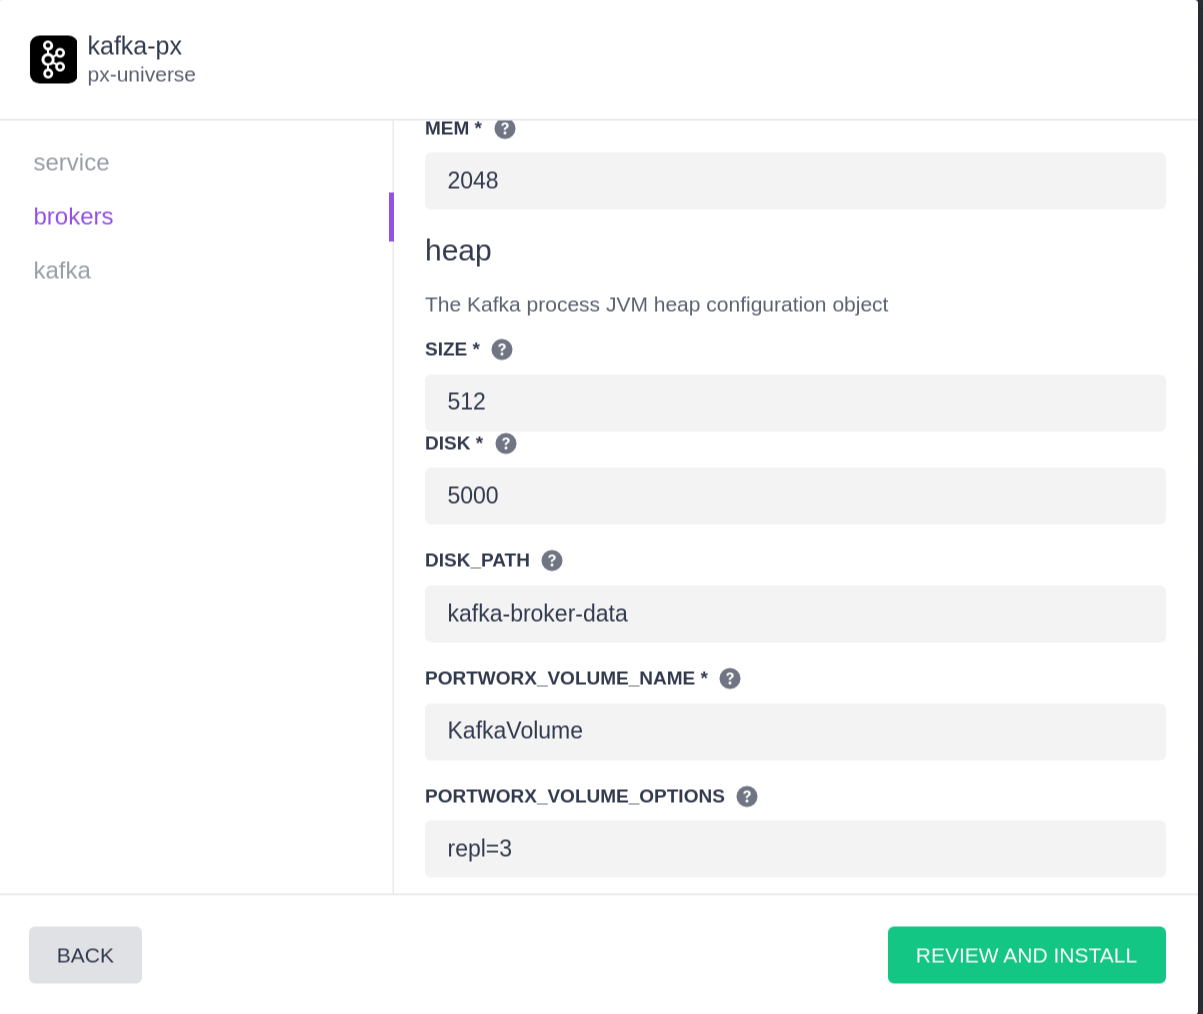 kafka-px
px-universe
service
brokers
kafka
MEM * ?
2048
heap
The Kafka process JVM heap configuration object
SIZE * ?
512
DISK * ?
5000
DISK_PATH ?
kafka-broker-data
PORTWORX_VOLUME_NAME * ?
KafkaVolume
PORTWORX_VOLUME_OPTIONS ?
repl=3
BACK
REVIEW AND INSTALL